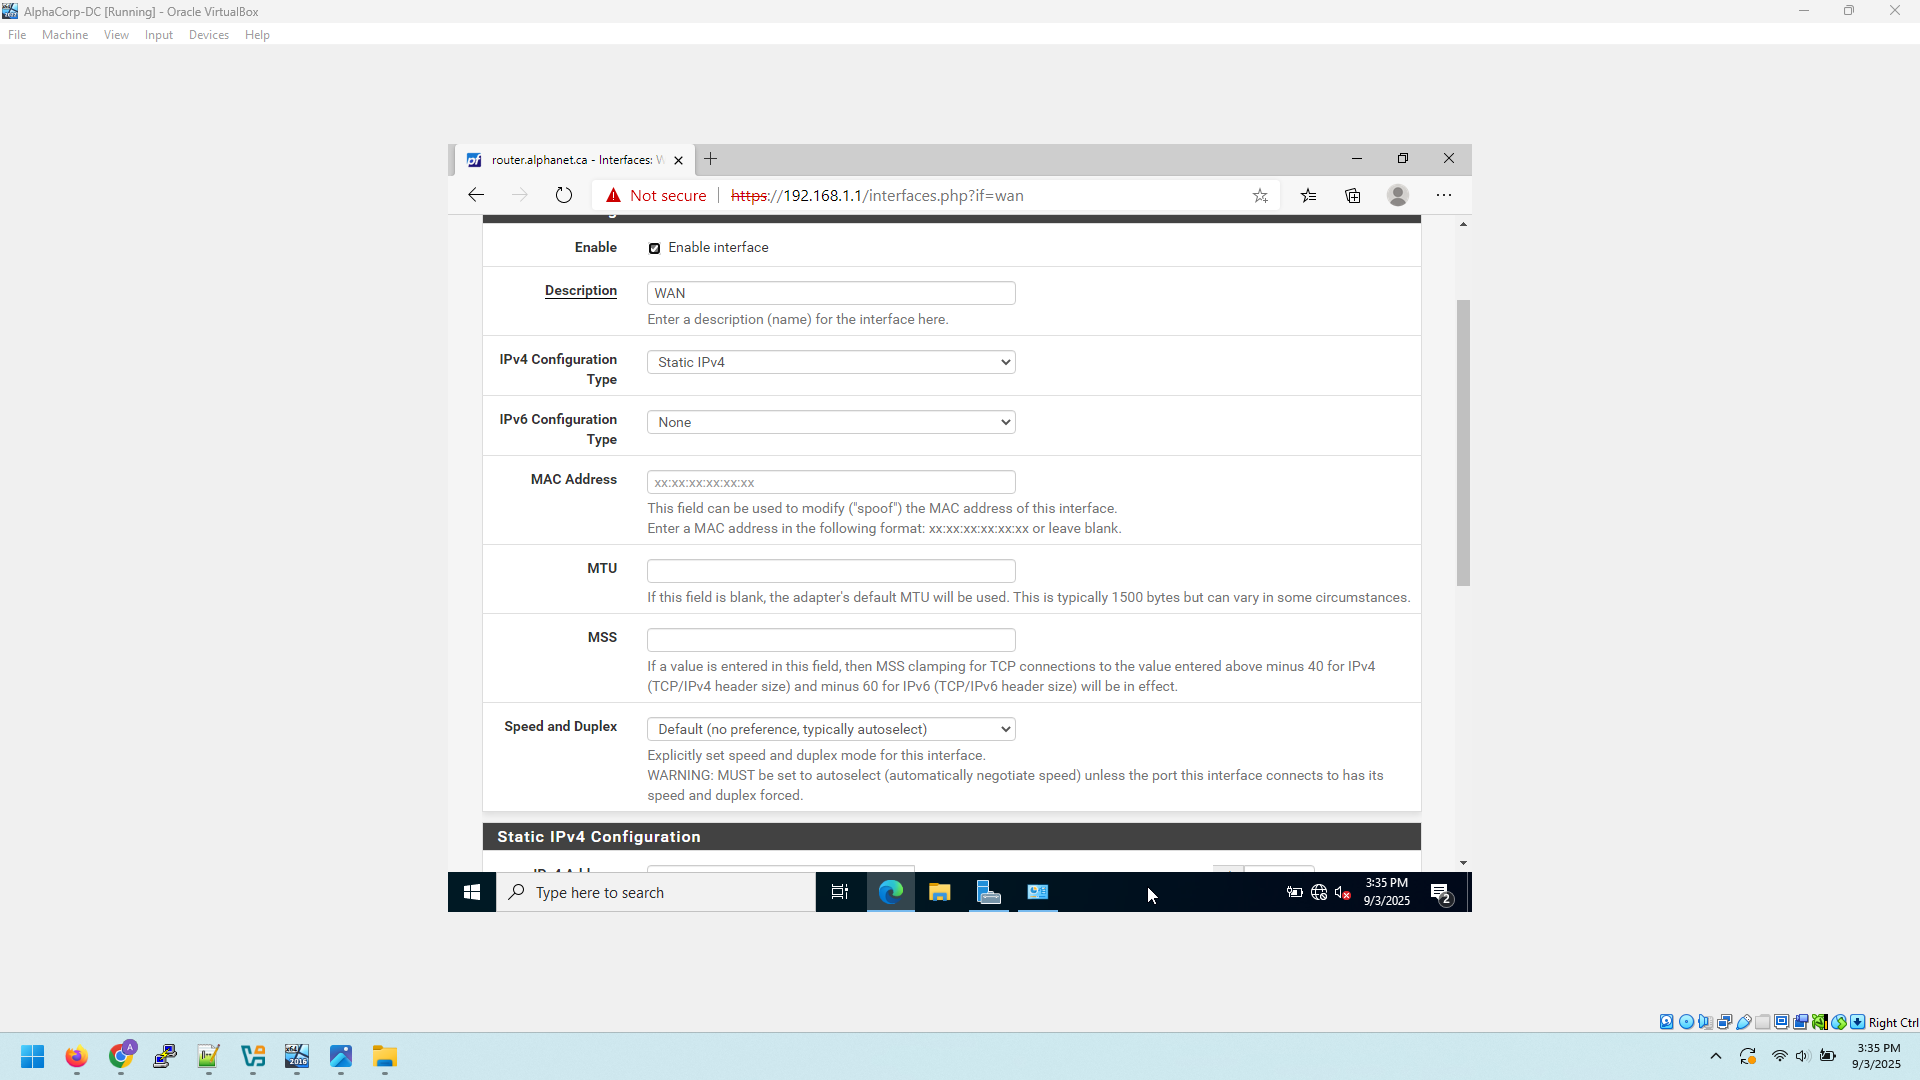 AlphaCorp-DC [Running] - Oracle VirtualBox
File Machine View Input Devices Help
router.alphanet.ca - Interfaces: W
Not secure https://192.168.1.1/interfaces.php?if=wan
Enable Enable interface
Description WAN
Enter a description (name) for the interface here.
IPv4 Configuration Type Static IPv4
IPv6 Configuration Type None
MAC Address xx:xx:xx:xx:xx:xx
This field can be used to modify ("spoof") the MAC address of this interface.
Enter a MAC address in the following format: xx:xx:xx:xx:xx:xx or leave blank.
MTU
If this field is blank, the adapter's default MTU will be used. This is typically 1500 bytes but can vary in some circumstances.
MSS
If a value is entered in this field, then MSS clamping for TCP connections to the value entered above minus 40 for IPv4
(TCP/IPv4 header size) and minus 60 for IPv6 (TCP/IPv6 header size) will be in effect.
Speed and Duplex Default (no preference, typically autoselect)
Explicitly set speed and duplex mode for this interface.
WARNING: MUST be set to autoselect (automatically negotiate speed) unless the port this interface connects to has its
speed and duplex forced.
Static IPv4 Configuration
Type here to search
3:35 PM
9/3/2025
2
Right Ctrl
3:35 PM
9/3/2025